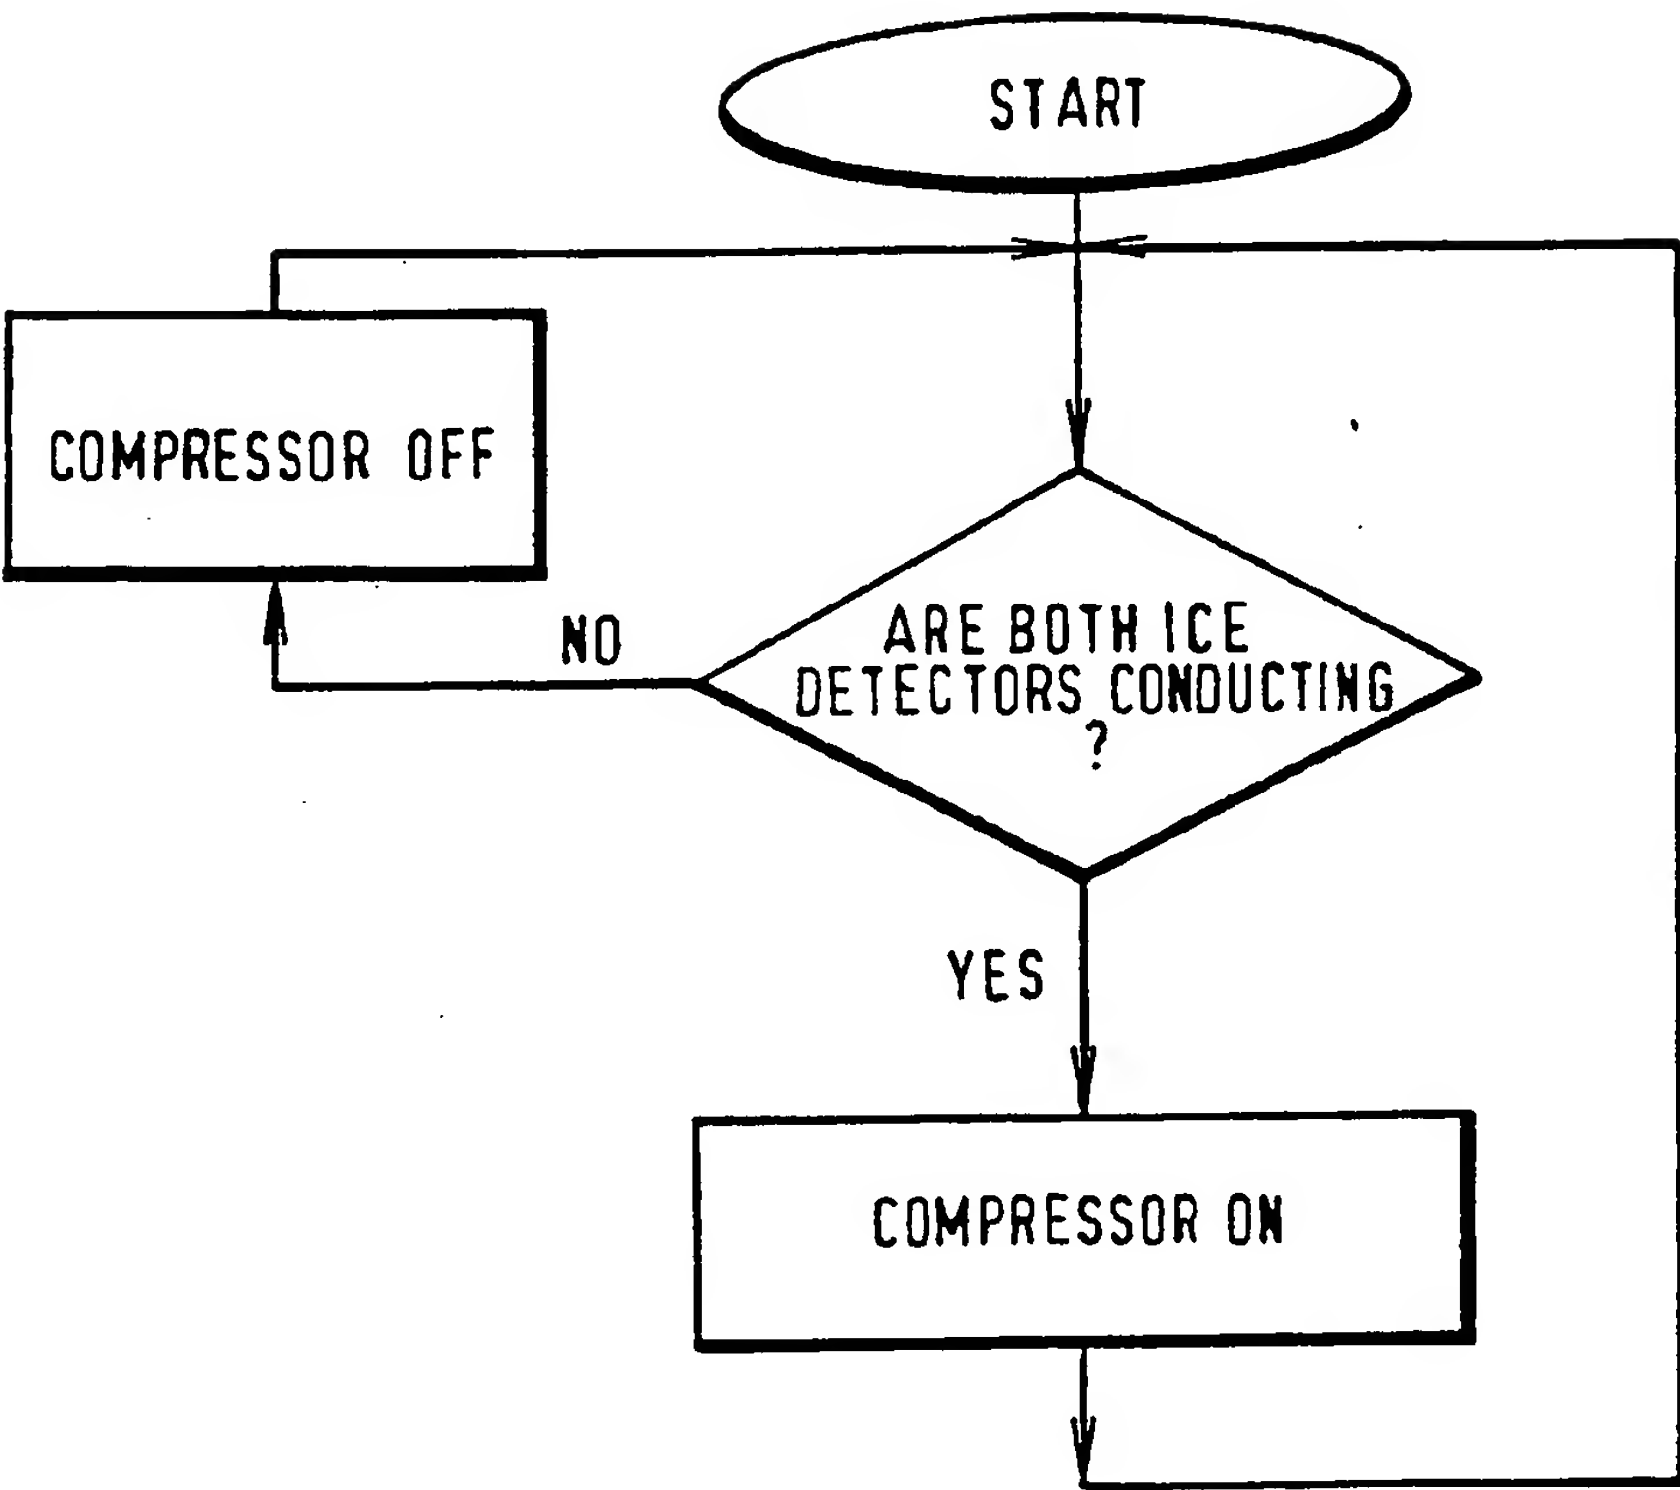 START
COMPRESSOR OFF
NO
ARE BOTH ICE
DETECTORS CONDUCTING
?
YES
COMPRESSOR ON